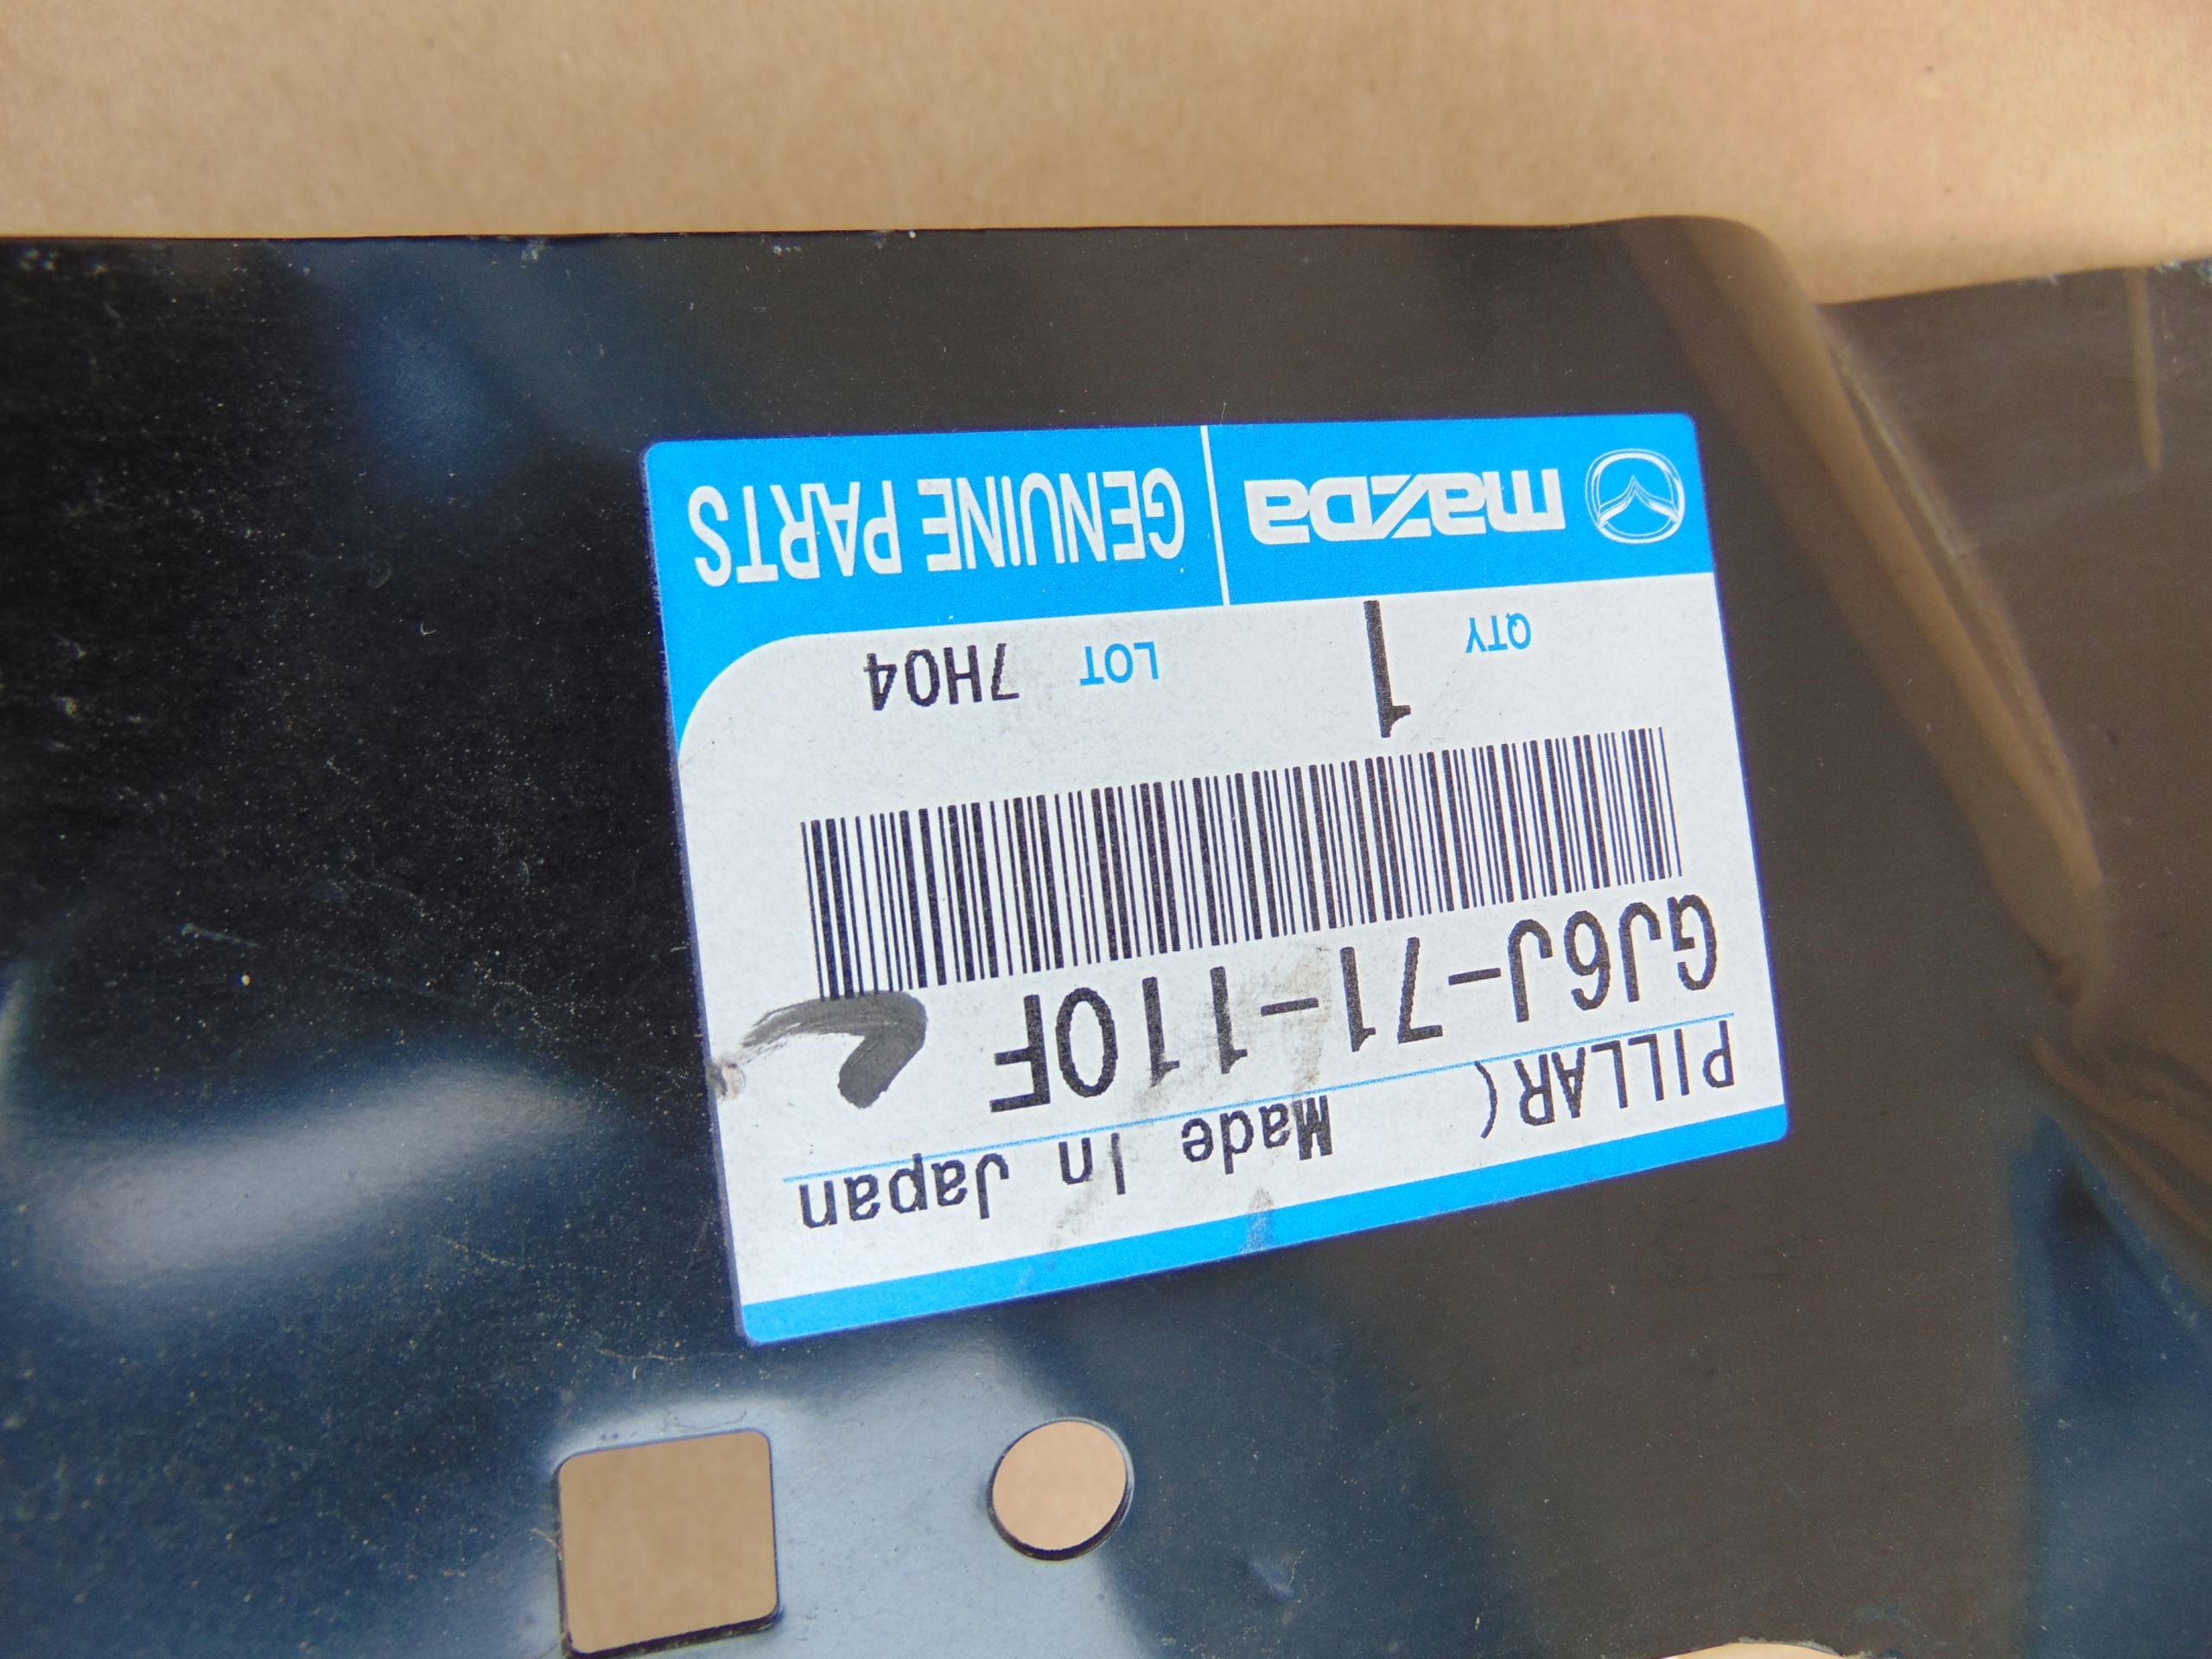 PILLAR( Made In Japan
GJ6J-71-110F
QTY 1 LOT 7H04
mazda GENUINE PARTS